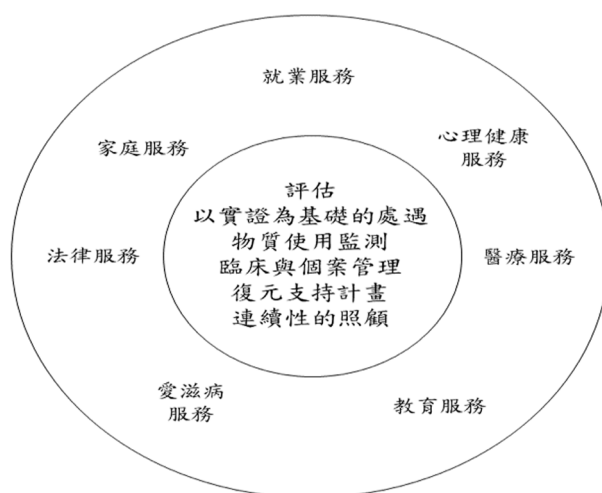 就業服務
家庭服務
心理健康
服務
評估
以實證為基礎的處遇
物質使用監測
法律服務
臨床與個案管理
醫療服務
復元支持計畫
連續性的照顧
愛滋病
服務
教育服務